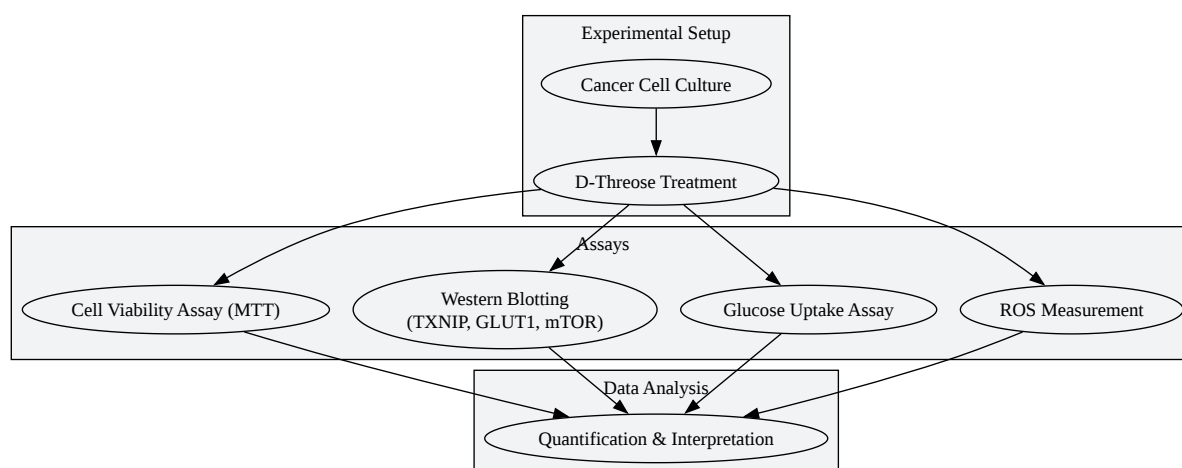 Experimental Setup
Cancer Cell Culture
D-Threose Treatment
Assays
Cell Viability Assay (MTT)
Western Blotting
(TXNIP, GLUT1, mTOR)
Glucose Uptake Assay
ROS Measurement
Data Analysis
Quantification & Interpretation